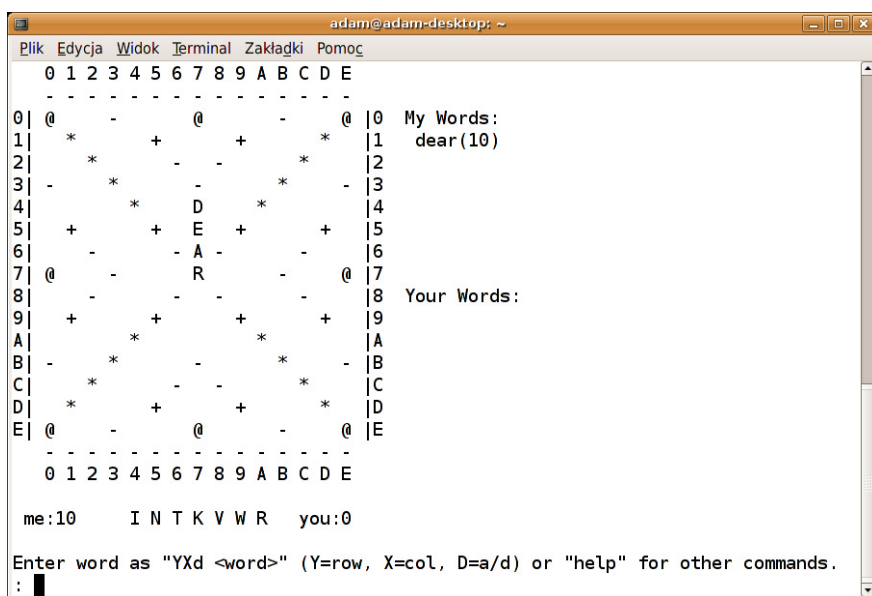 adam@adam-desktop: ~
Plik Edycja Widok Terminal Zakładki Pomoc
   0 1 2 3 4 5 6 7 8 9 A B C D E
   - - - - - - - - - - - - - - -
0| @     -       @       -     @ |0  My Words:
1|   *       +       +       *   |1   dear(10)
2|     *       -   -       *     |2
3| -     *       -       *     - |3
4|         *     D     *         |4
5|   +       +   E   +       +   |5
6|     -       - A -       -     |6
7| @     -       R       -     @ |7
8|     -       -   -       -     |8  Your Words:
9|   +       +       +       +   |9
A|         *           *         |A
B| -     *       -       *     - |B
C|     *       -   -       *     |C
D|   *       +       +       *   |D
E| @     -       @       -     @ |E
   - - - - - - - - - - - - - - -
   0 1 2 3 4 5 6 7 8 9 A B C D E
 me:10     I N T K V W R   you:0
Enter word as "YXd <word>" (Y=row, X=col, D=a/d) or "help" for other commands.
: